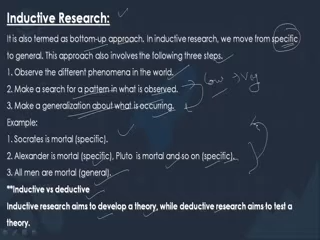 Inductive Research:
It is also termed as bottom-up approach. In inductive research, we move from specific
to general. This approach also involves the following three steps.
1. Observe the different phenomena in the world.
2. Make a search for a pattern in what is observed.
3. Make a generalization about what is occurring.
Example:
1. Socrates is mortal (specific).
2. Alexander is mortal (specific), Pluto is mortal and so on (specific).
3. All men are mortal (general).
**Inductive vs deductive
Inductive research aims to develop a theory, while deductive research aims to test a
theory.